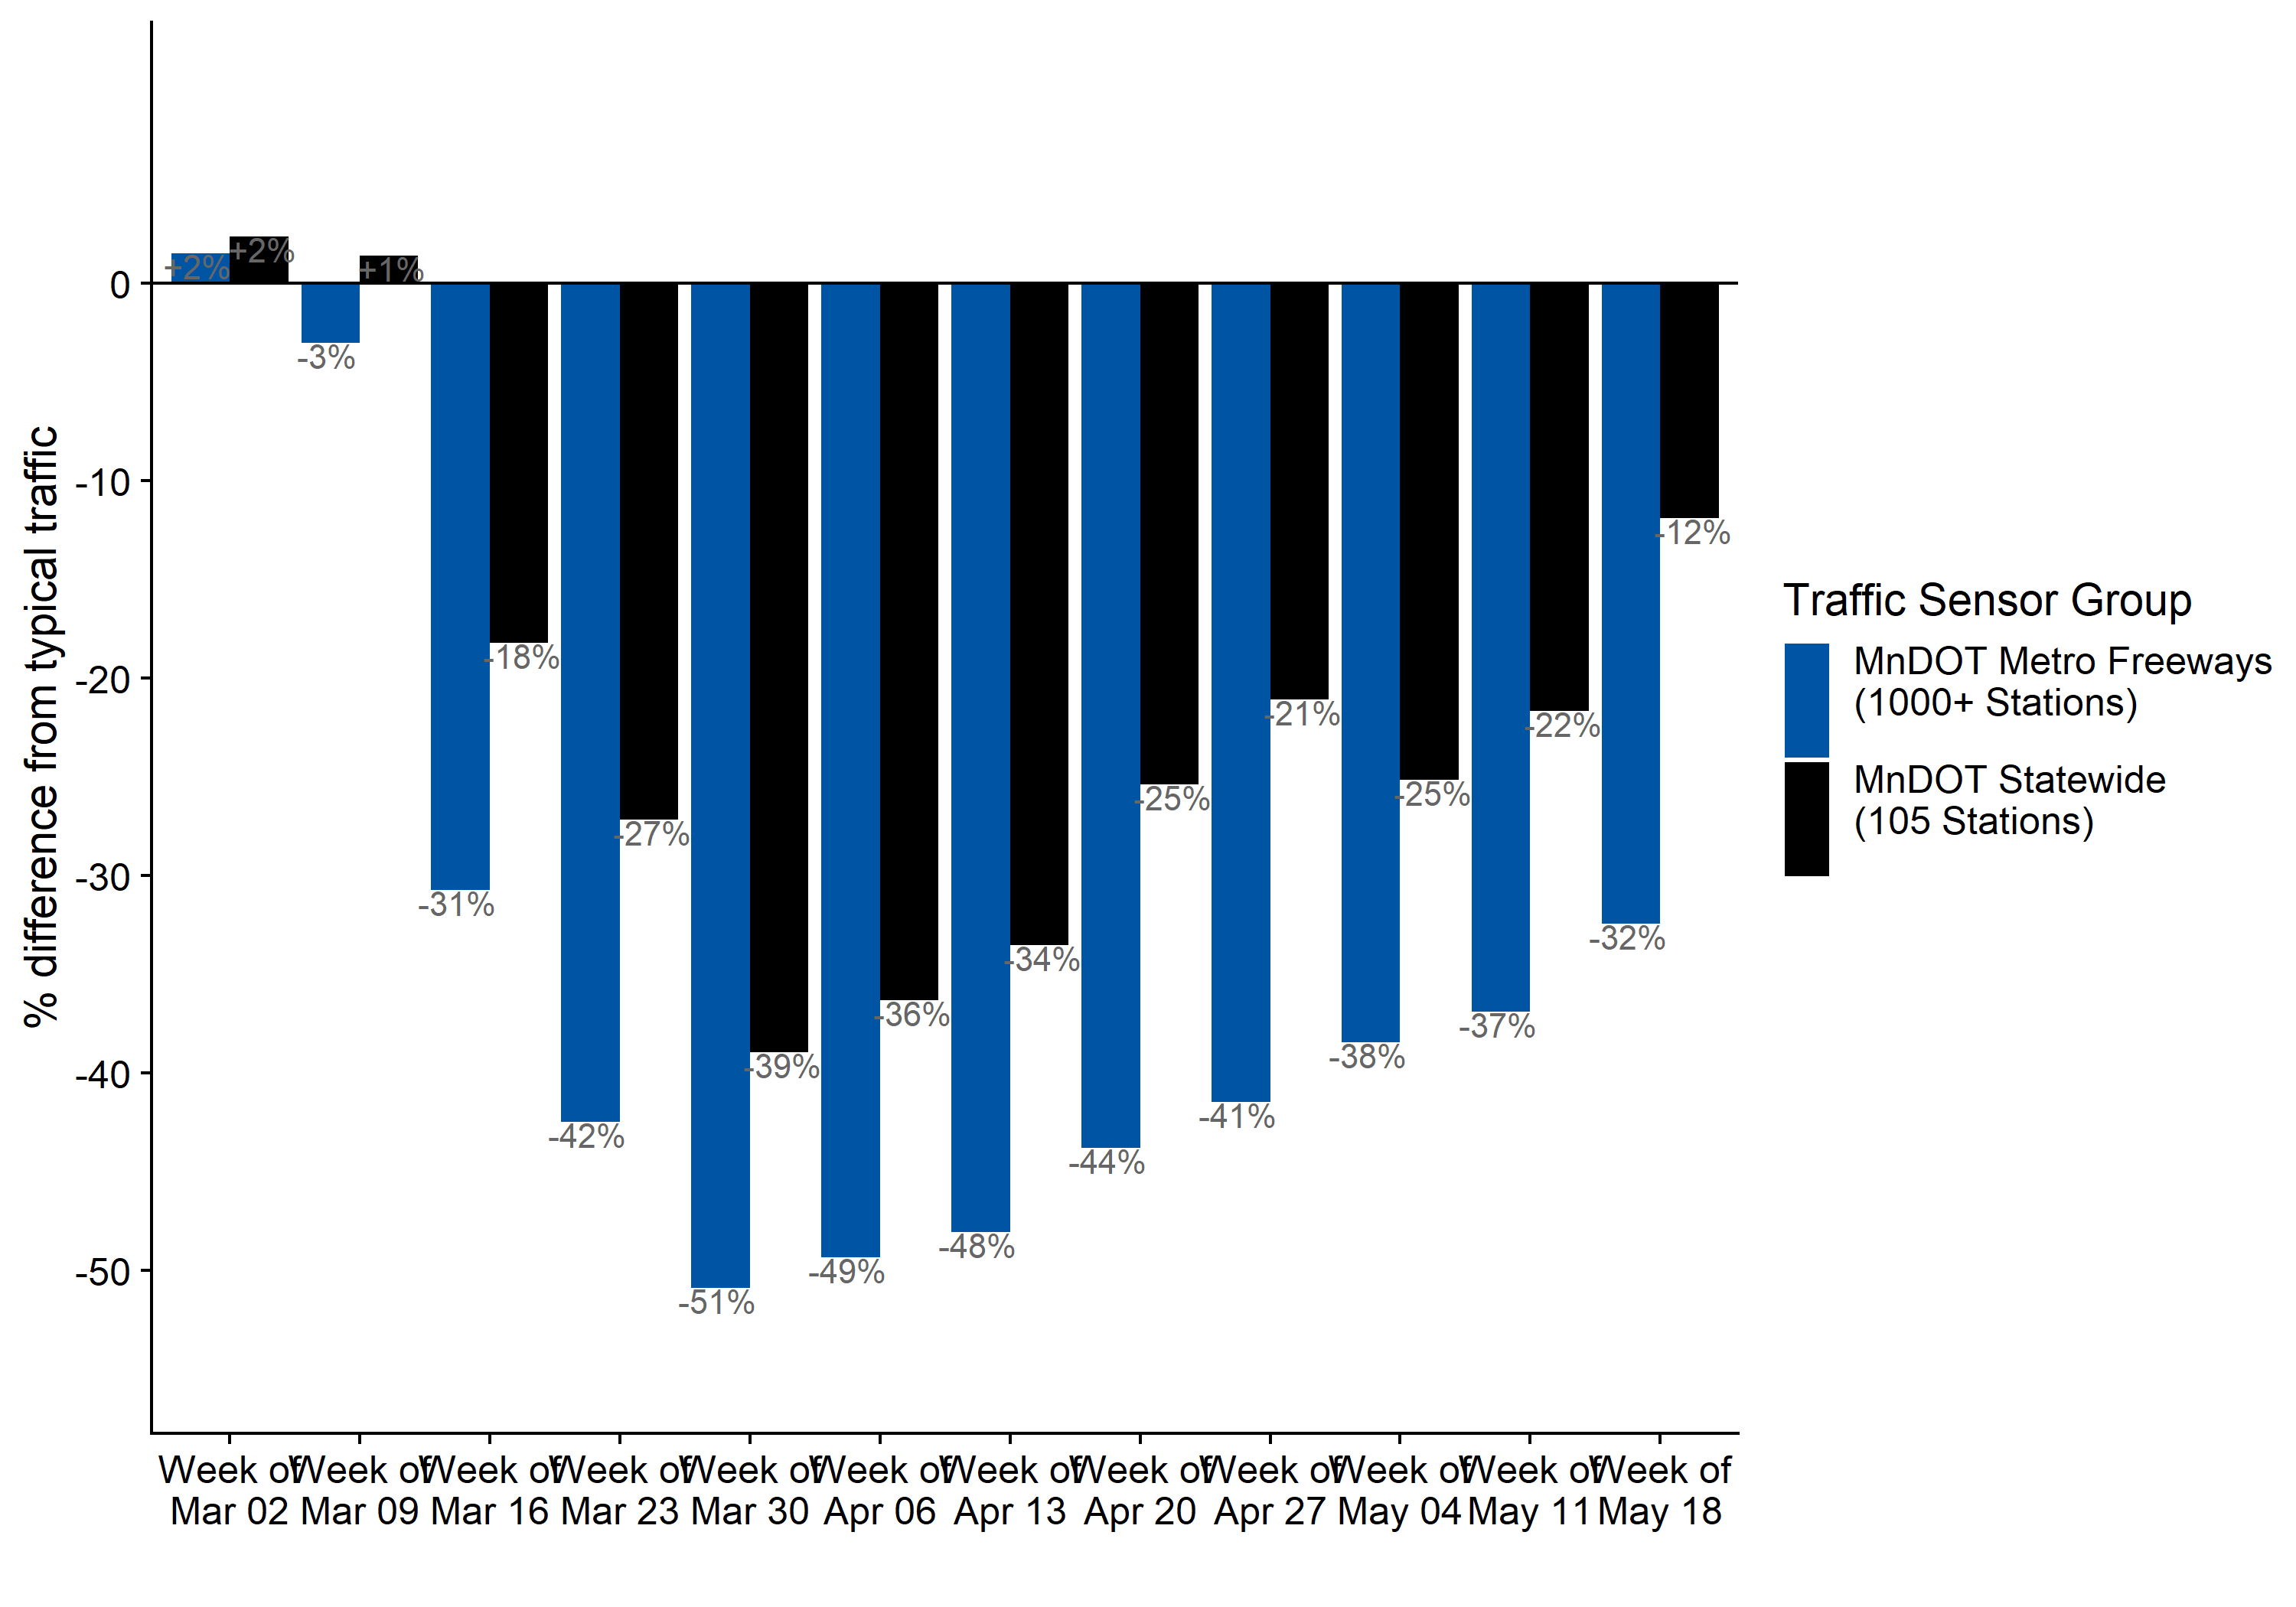 % difference from typical traffic
0
-10
-20
-30
-40
-50
+2%
+2%
-3%
+1%
-31%
-18%
-42%
-27%
-51%
-39%
-49%
-36%
-48%
-34%
-44%
-25%
-41%
-21%
-38%
-25%
-37%
-22%
-32%
-12%
Week of
Mar 02
Week of
Mar 09
Week of
Mar 16
Week of
Mar 23
Week of
Mar 30
Week of
Apr 06
Week of
Apr 13
Week of
Apr 20
Week of
Apr 27
Week of
May 04
Week of
May 11
Week of
May 18
Traffic Sensor Group
MnDOT Metro Freeways
(1000+ Stations)
MnDOT Statewide
(105 Stations)